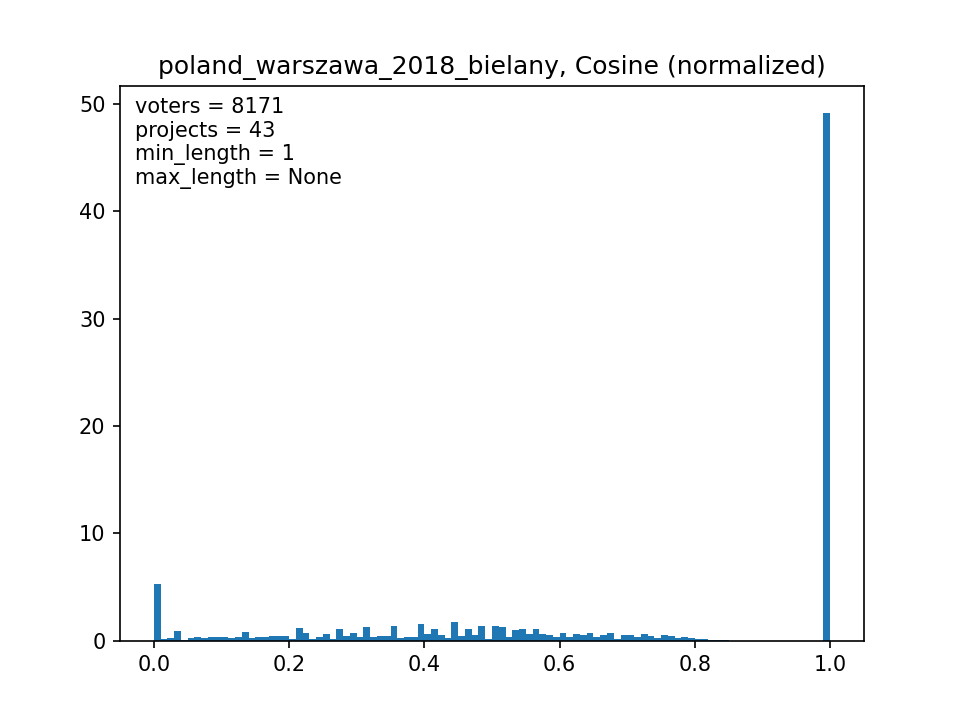 poland_warszawa_2018_bielany, Cosine (normalized)
voters = 8171
projects = 43
min_length = 1
max_length = None
50
40
30
20
10
0
0.0 0.2 0.4 0.6 0.8 1.0